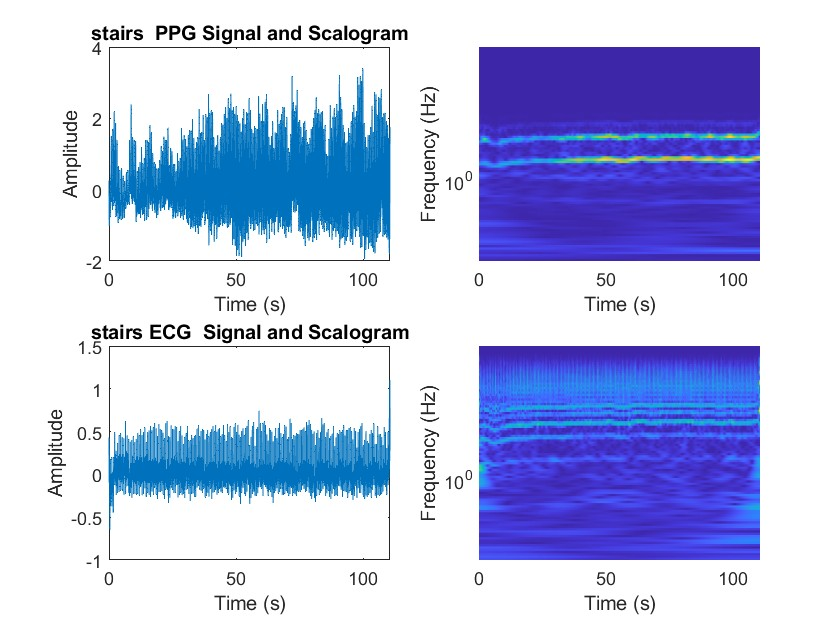 stairs  PPG Signal and Scalogram
4
2
0
-2
Amplitude
0
50
100
Time (s)
Frequency (Hz)
10^0
0
50
100
Time (s)
stairs ECG  Signal and Scalogram
1.5
1
0.5
0
-0.5
-1
Amplitude
0
50
100
Time (s)
Frequency (Hz)
10^0
0
50
100
Time (s)